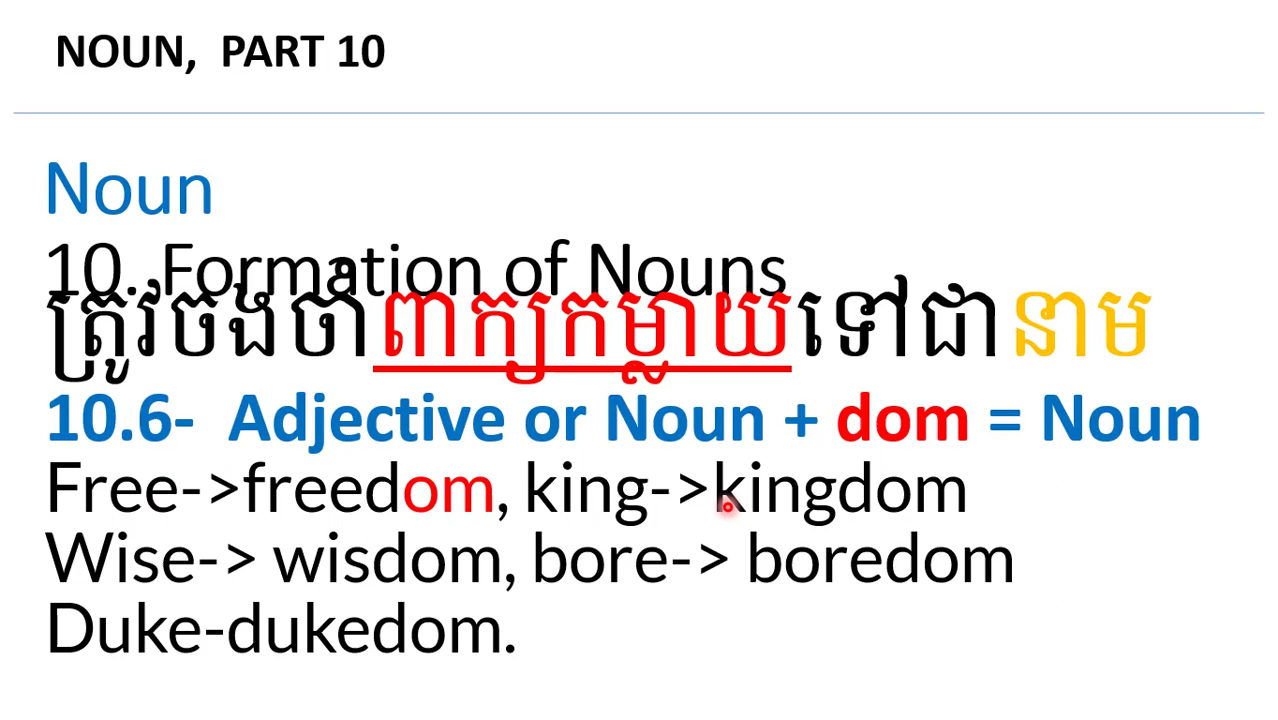 NOUN, PART 10
Noun
10. Formation of Nouns
ត្រូវចងចាំពាក្យកម្លាយទៅជានាម
10.6- Adjective or Noun + dom = Noun
Free->freedom, king->kingdom
Wise-> wisdom, bore-> boredom
Duke-dukedom.